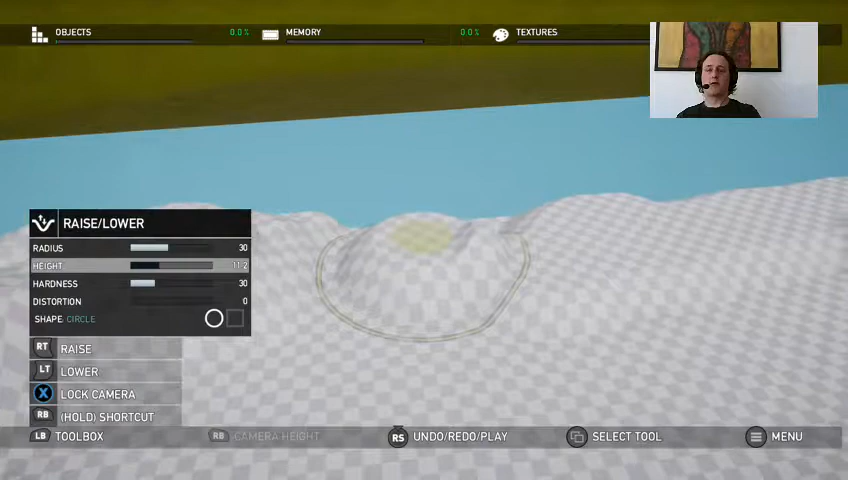 OBJECTS 0.0% MEMORY 0.0% TEXTURES
RAISE/LOWER
RADIUS 30
HEIGHT 11.2
HARDNESS 30
DISTORTION 0
SHAPE: CIRCLE
RT RAISE
LT LOWER
X LOCK CAMERA
RB (HOLD) SHORTCUT
LB TOOLBOX RB CAMERA HEIGHT RS UNDO/REDO/PLAY SELECT TOOL MENU